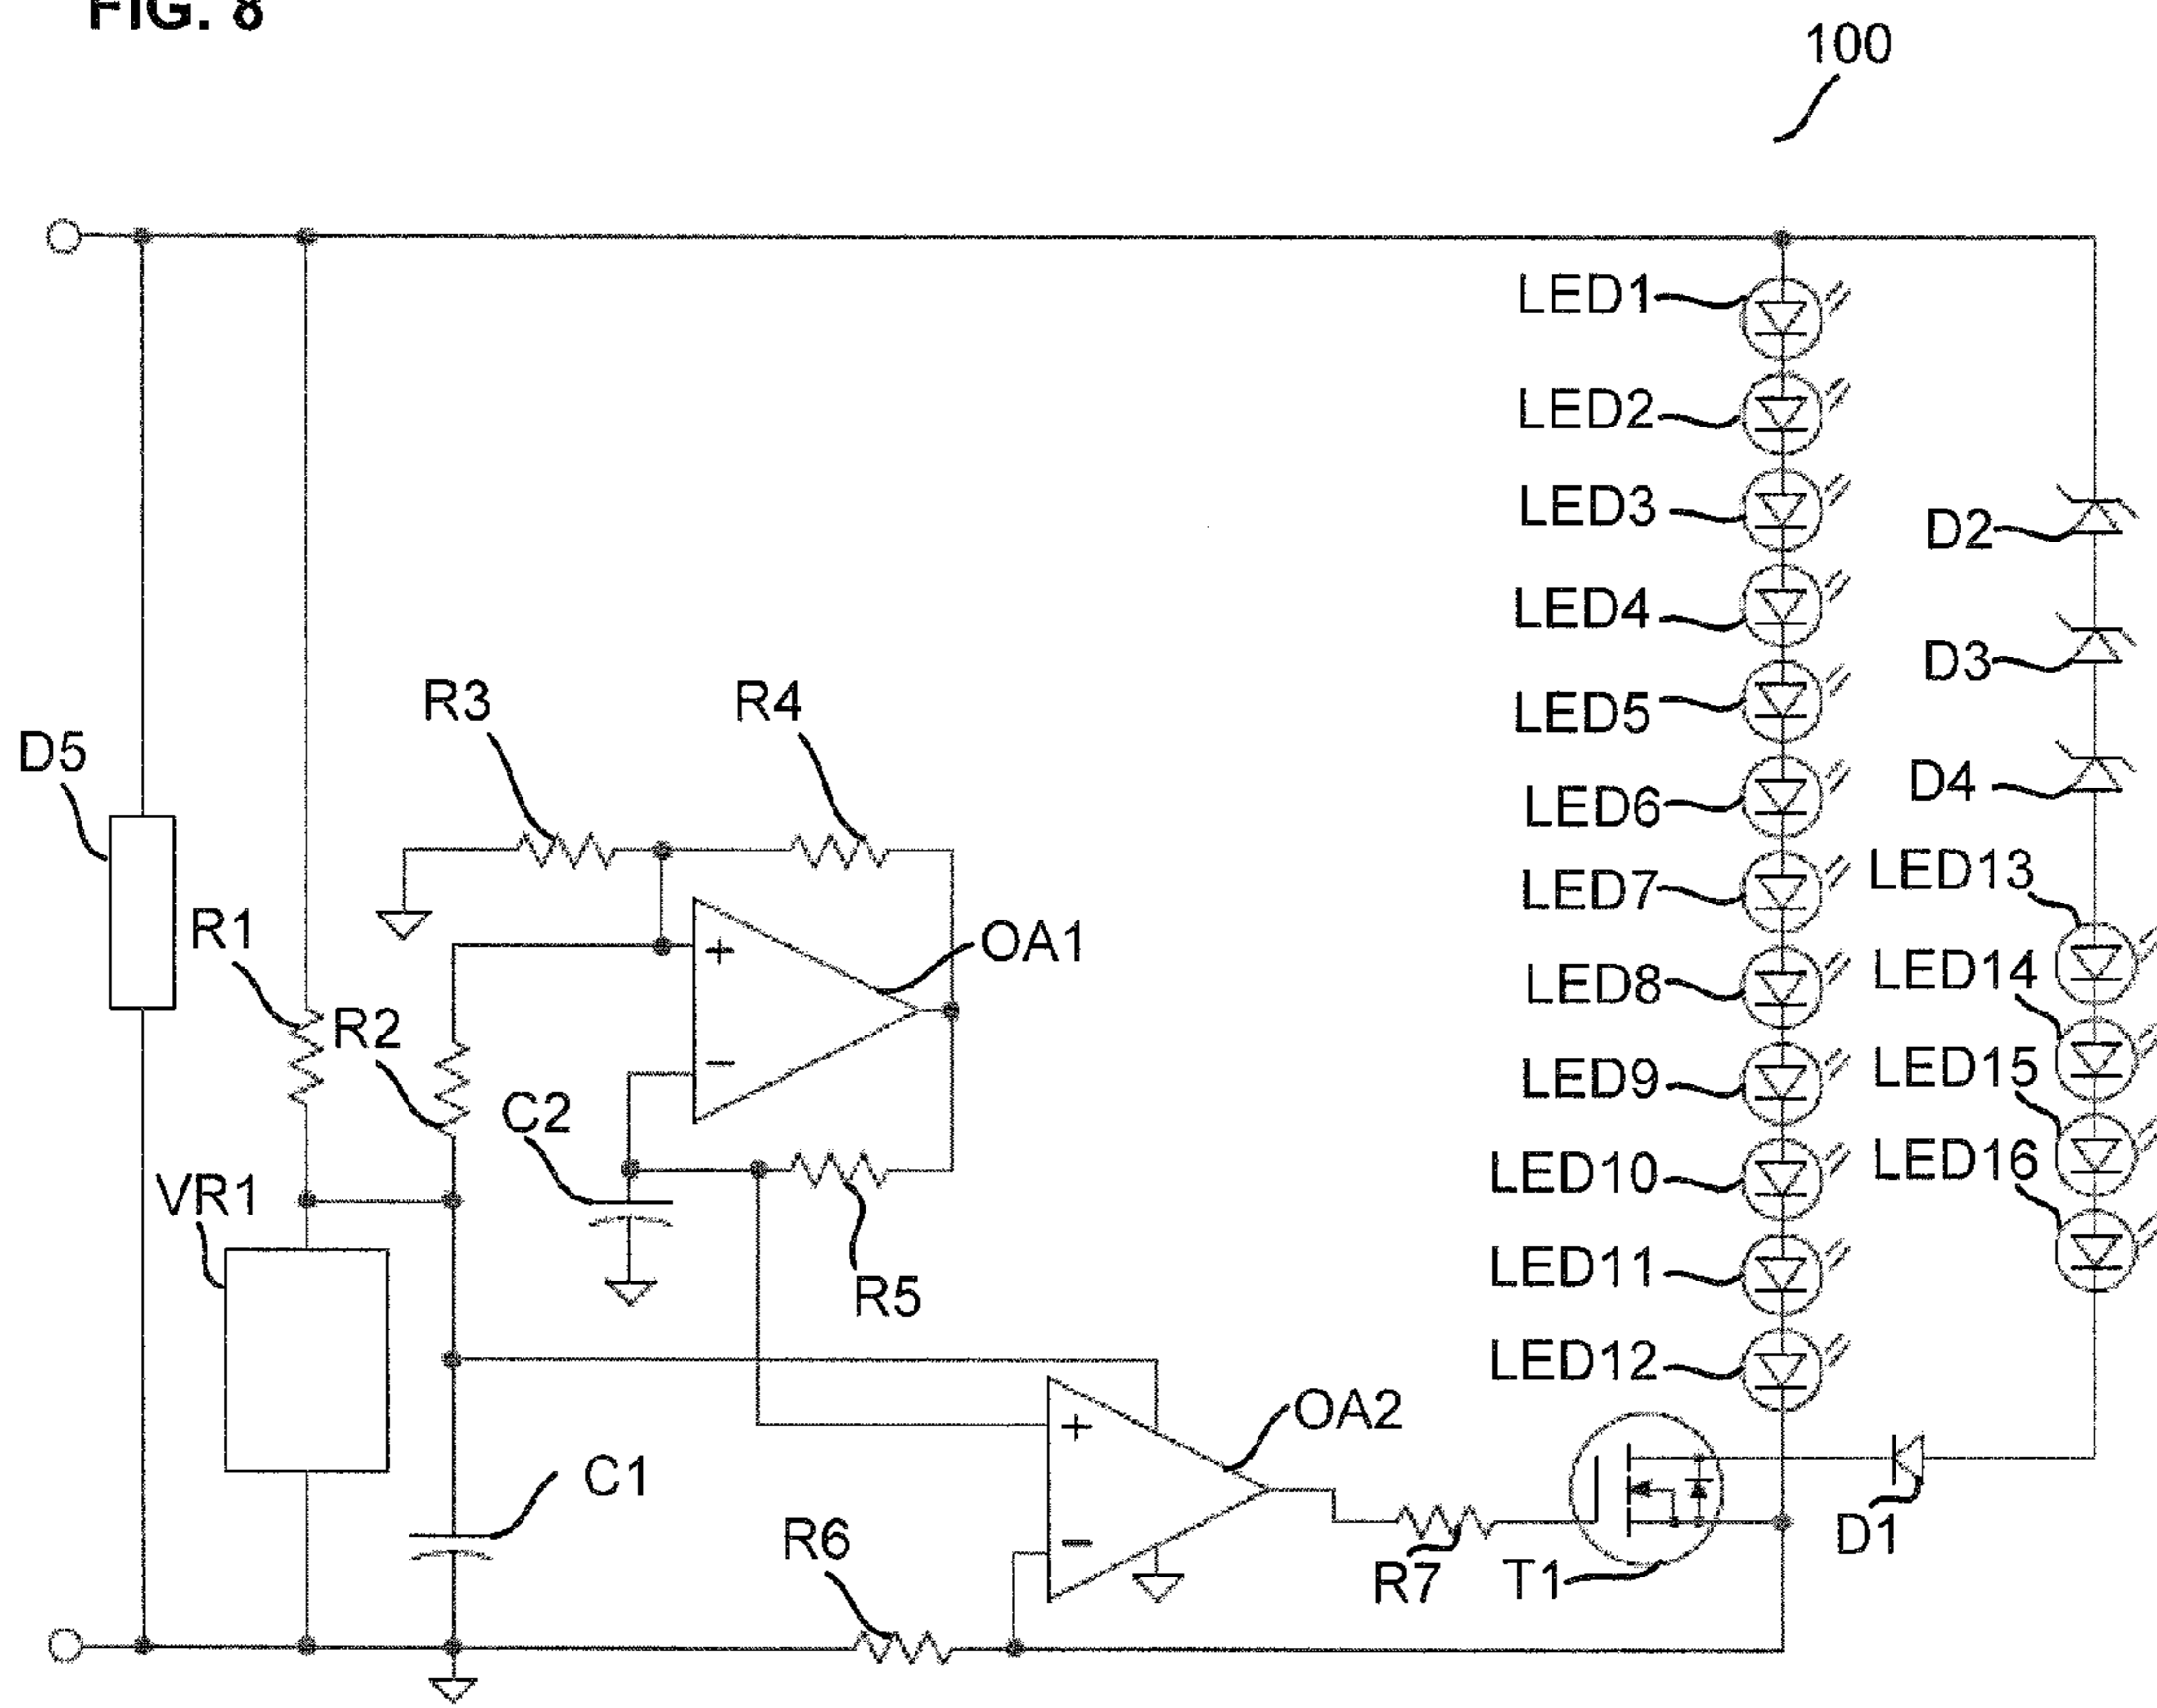 FIG. 8
100
LED1
LED2
LED3
D2
LED4
D3
LED5
R3
R4
D5
D4
LED6
LED13
LED7
R1
OA1
LED14
LED8
R2
LED15
LED9
C2
LED16
LED10
VR1
R5
LED11
LED12
OA2
C1
D1
R6
R7
T1
+
−
+
−